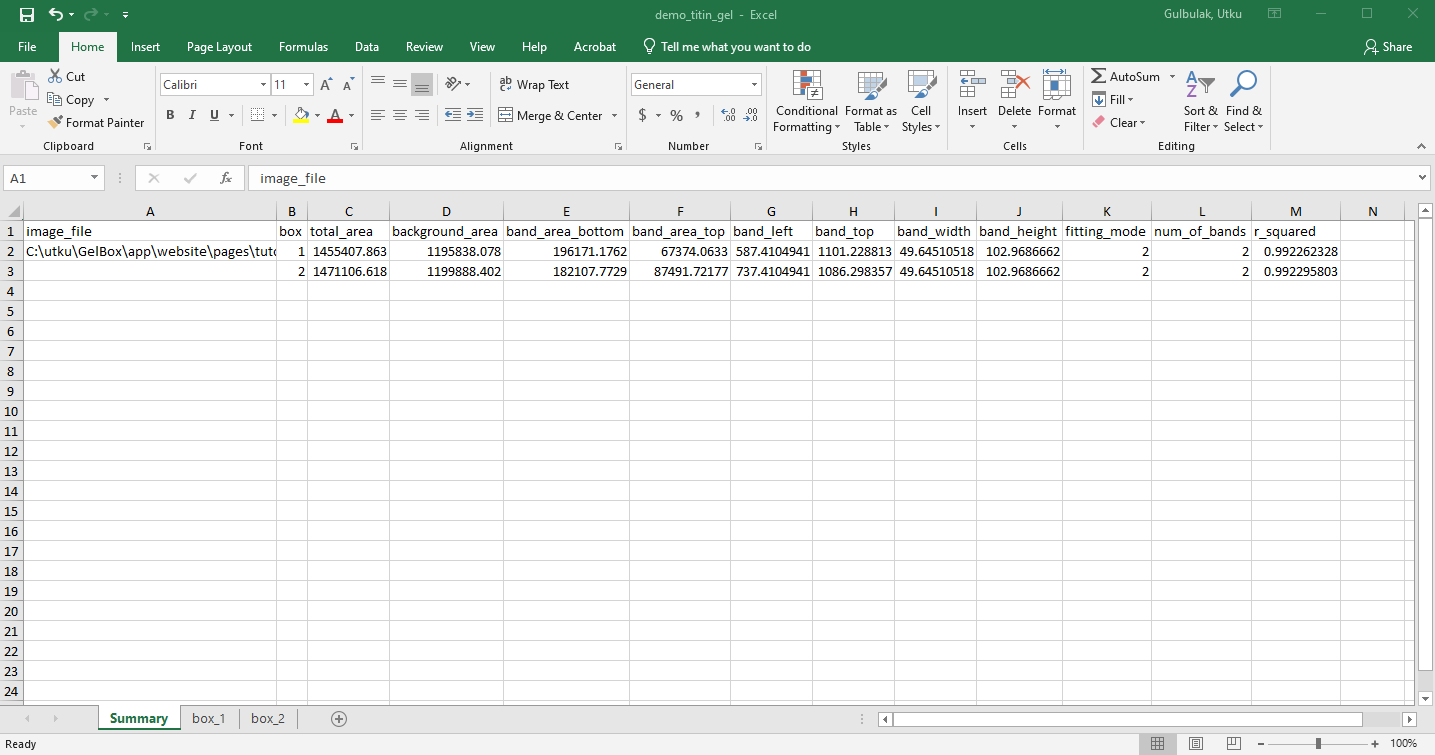 demo_titin_gel - Excel
Gulbulak, Utku
File Home Insert Page Layout Formulas Data Review View Help Acrobat Tell me what you want to do Share
Paste
Cut
Copy
Format Painter
Clipboard
Calibri 11
B I U
Font
Wrap Text
Merge & Center
Alignment
General
$ % ,
Number
Conditional Formatting
Format as Table
Cell Styles
Styles
Insert Delete Format
Cells
AutoSum
Fill
Clear
Sort & Filter
Find & Select
Editing
A1 fx image_file
A B C D E F G H I J K L M N
1 image_file box total_area background_area band_area_bottom band_area_top band_left band_top band_width band_height fitting_mode num_of_bands r_squared
2 C:\utku\GelBox\app\website\pages\tuto 1 1455407.863 1195838.078 196171.1762 67374.0633 587.4104941 1101.228813 49.64510518 102.9686662 2 2 0.992262328
3 2 1471106.618 1199888.402 182107.7729 87491.72177 737.4104941 1086.298357 49.64510518 102.9686662 2 2 0.992295803
4
5
6
7
8
9
10
11
12
13
14
15
16
17
18
19
20
21
22
23
24
Summary box_1 box_2
Ready
100%